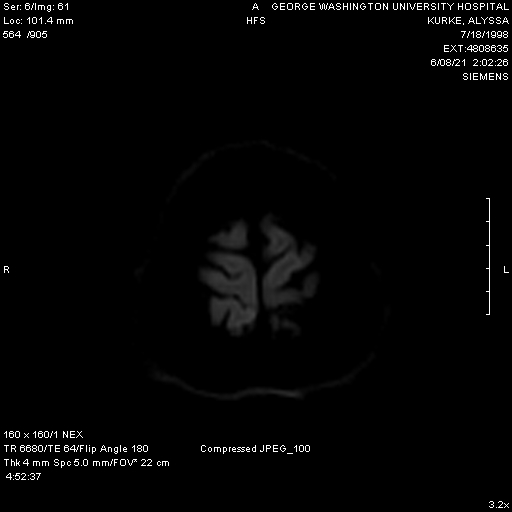 Ser: 6/Img: 61
Loc: 101.4 mm
564 /905
A GEORGE WASHINGTON UNIVERSITY HOSPITAL
HFS KURKE, ALYSSA
7/18/1998
EXT:4808635
6/08/21 2:02:26
SIEMENS
R
L
160 x 160/1 NEX
TR 6680/TE 64/Flip Angle 180
Compressed JPEG_100
Thk 4 mm Spc 5.0 mm/FOV* 22 cm
4:52:37
3.2x